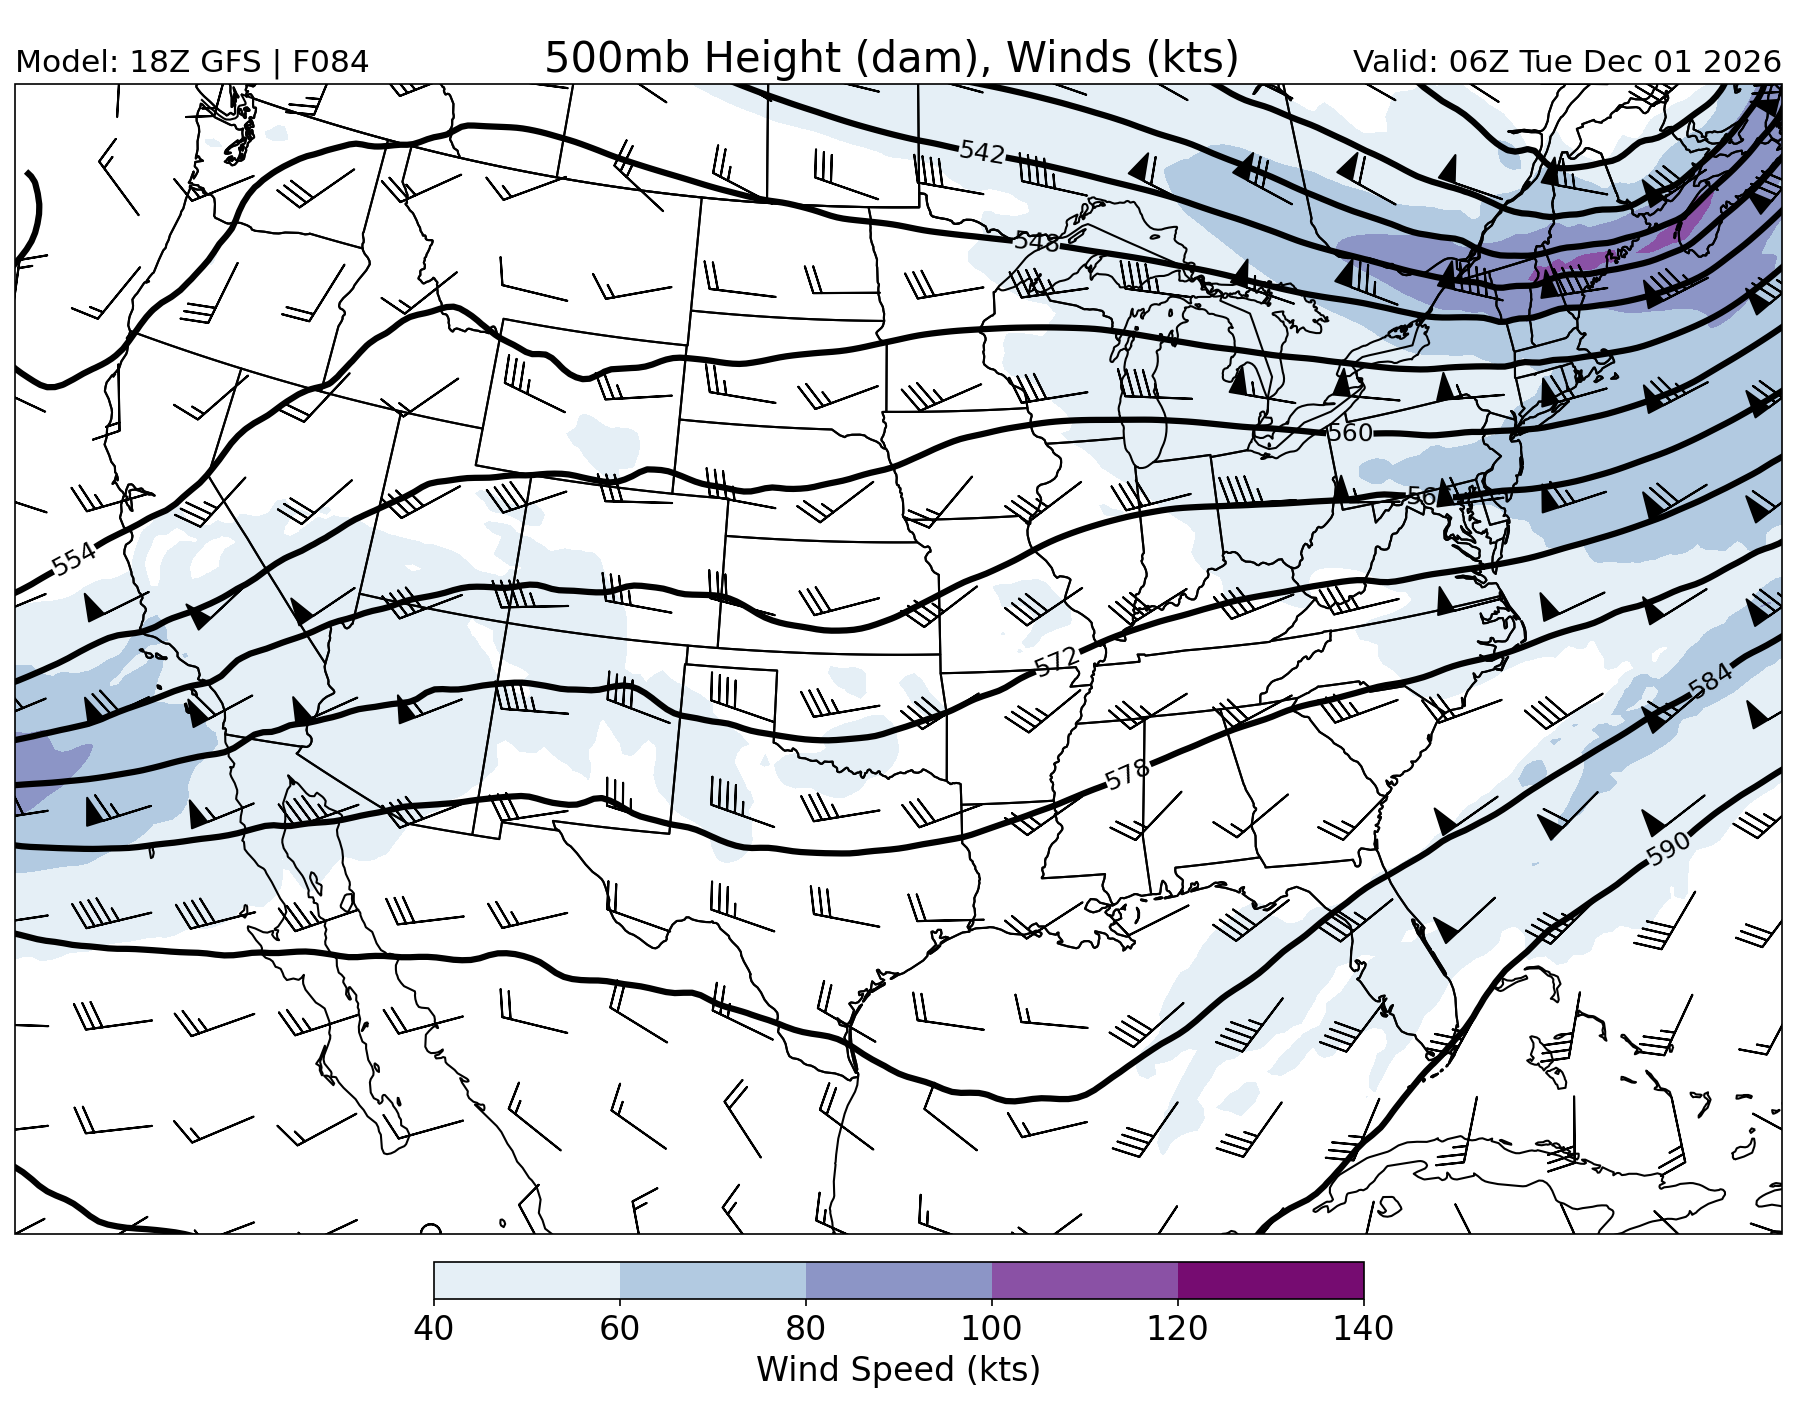 Model: 18Z GFS | F084
500mb Height (dam), Winds (kts)
Valid: 06Z Tue Dec 01 2026
542
548
560
554
572
584
578
590
40 60 80 100 120 140
Wind Speed (kts)